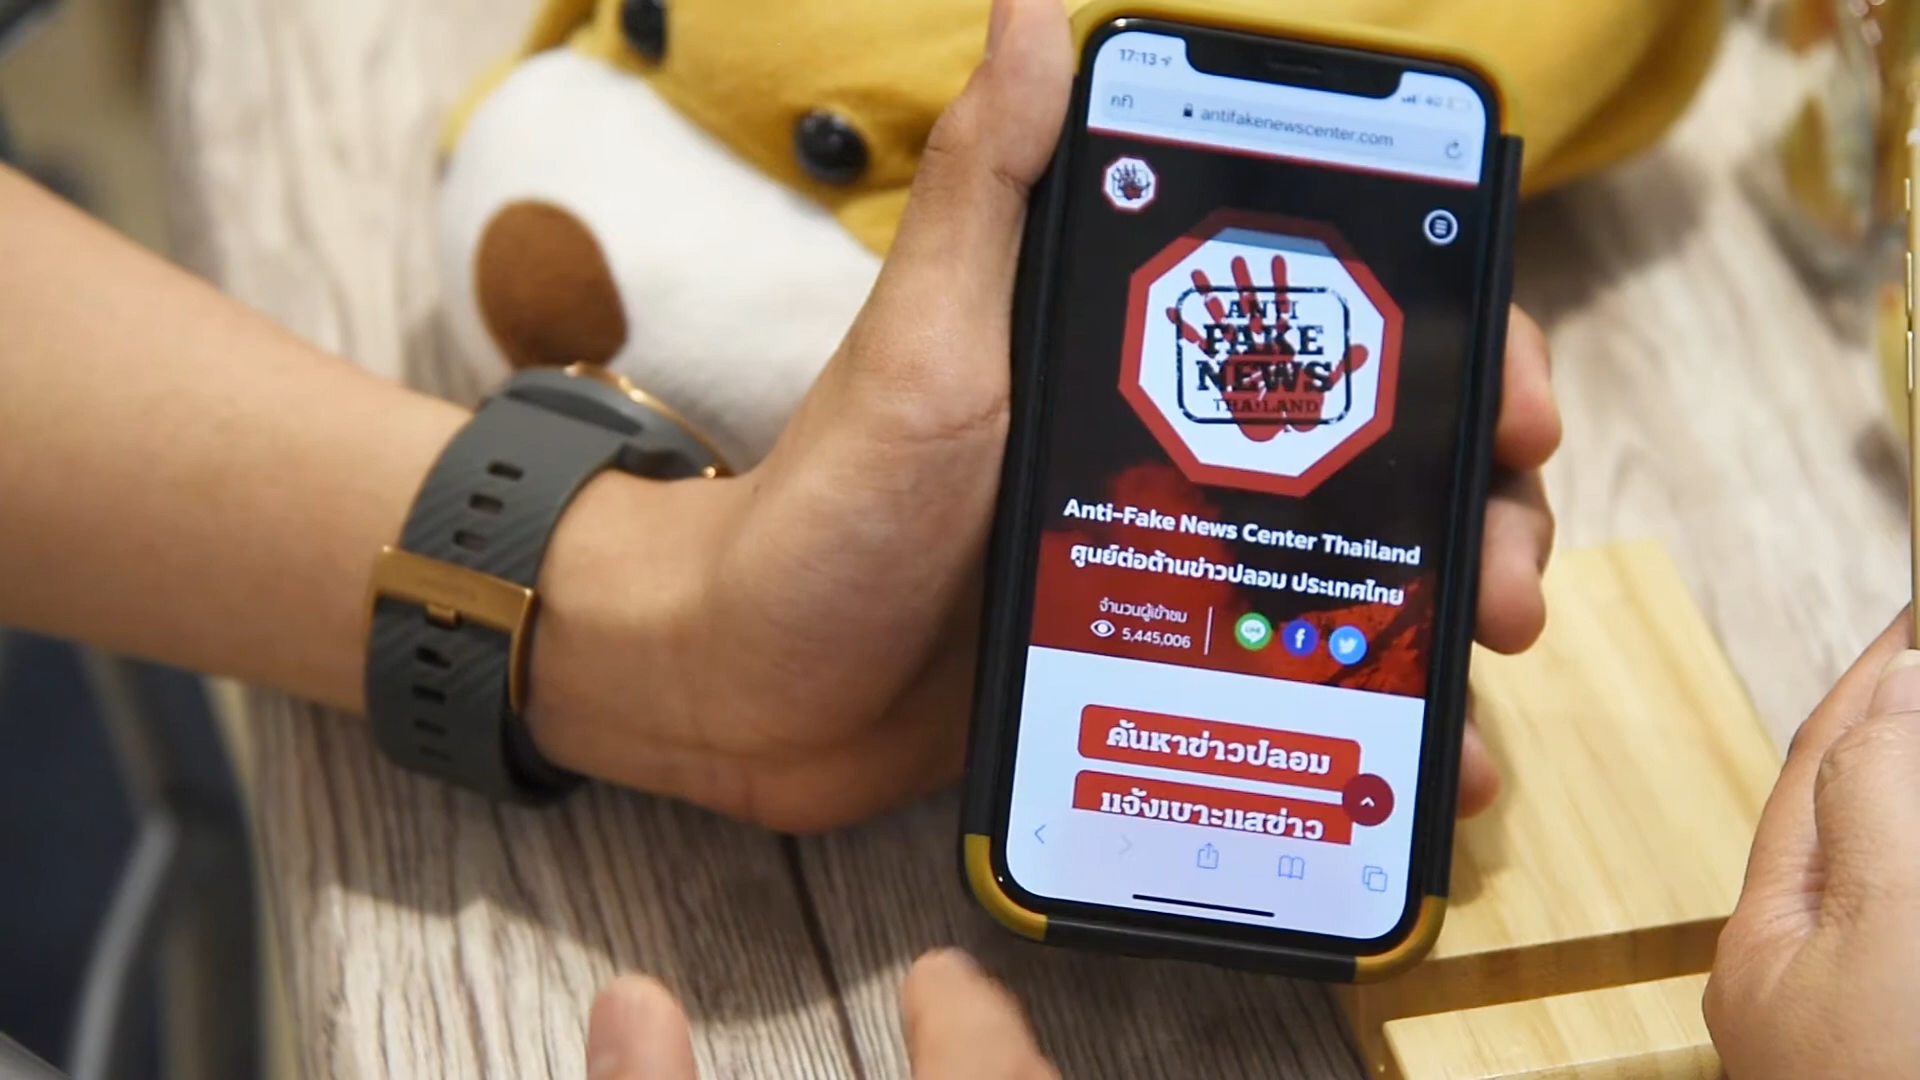 17:13
กกิ antifakenewscenter.com
ANTI
FAKE
NEWS
THAILAND
Anti-Fake News Center Thailand
ศูนย์ต่อต้านข่าวปลอม ประเทศไทย
จำนวนผู้เข้าชม
5,445,006
ค้นหาข่าวปลอม
แจ้งเบาะแสข่าว